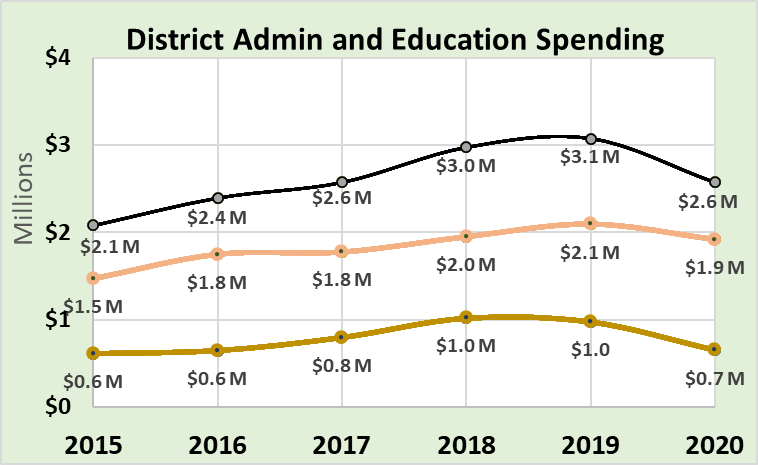 District Admin and Education Spending
$4
$3
$2
$1
$0
Millions
$2.1 M
$2.4 M
$2.6 M
$3.0 M
$3.1 M
$2.6 M
$1.5 M
$1.8 M
$1.8 M
$2.0 M
$2.1 M
$1.9 M
$0.6 M
$0.6 M
$0.8 M
$1.0 M
$1.0
$0.7 M
2015 2016 2017 2018 2019 2020